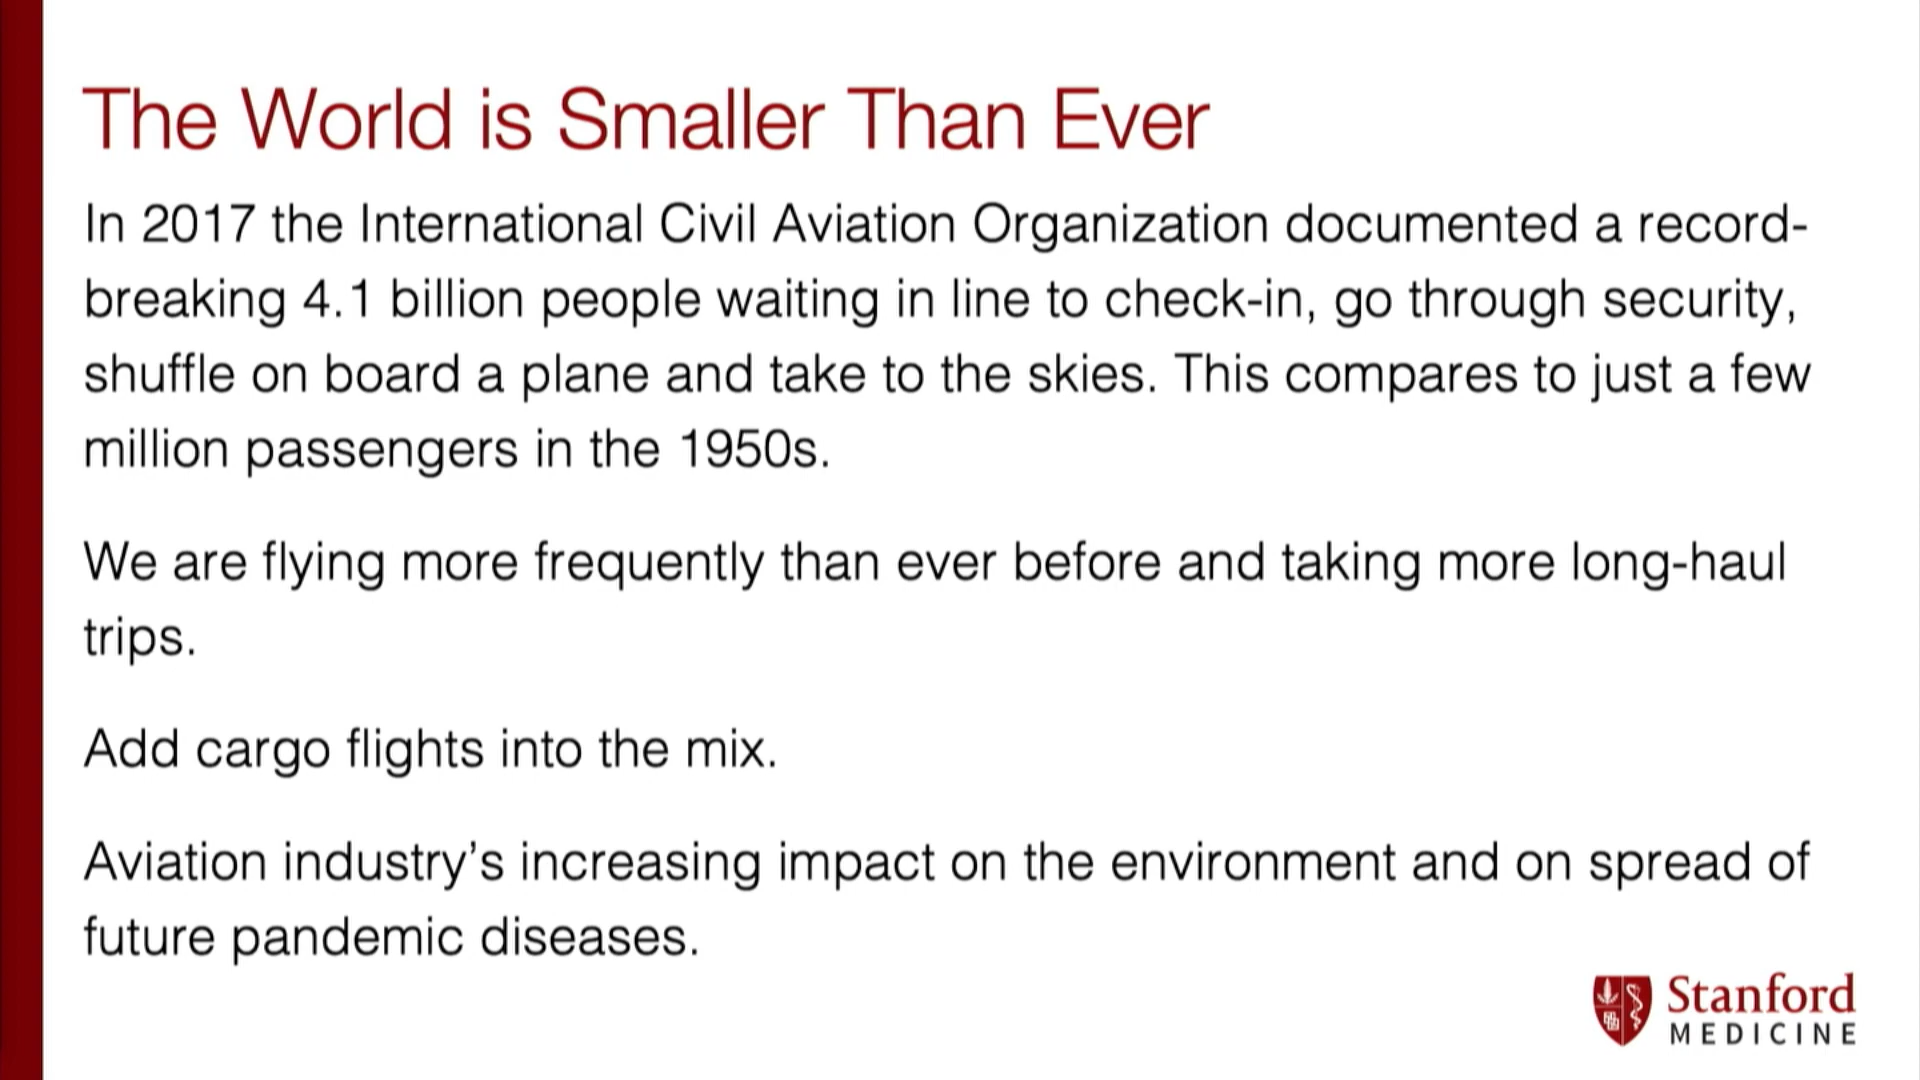 The World is Smaller Than Ever
In 2017 the International Civil Aviation Organization documented a record-
breaking 4.1 billion people waiting in line to check-in, go through security,
shuffle on board a plane and take to the skies. This compares to just a few
million passengers in the 1950s.
We are flying more frequently than ever before and taking more long-haul
trips.
Add cargo flights into the mix.
Aviation industry’s increasing impact on the environment and on spread of
future pandemic diseases.
Stanford
MEDICINE